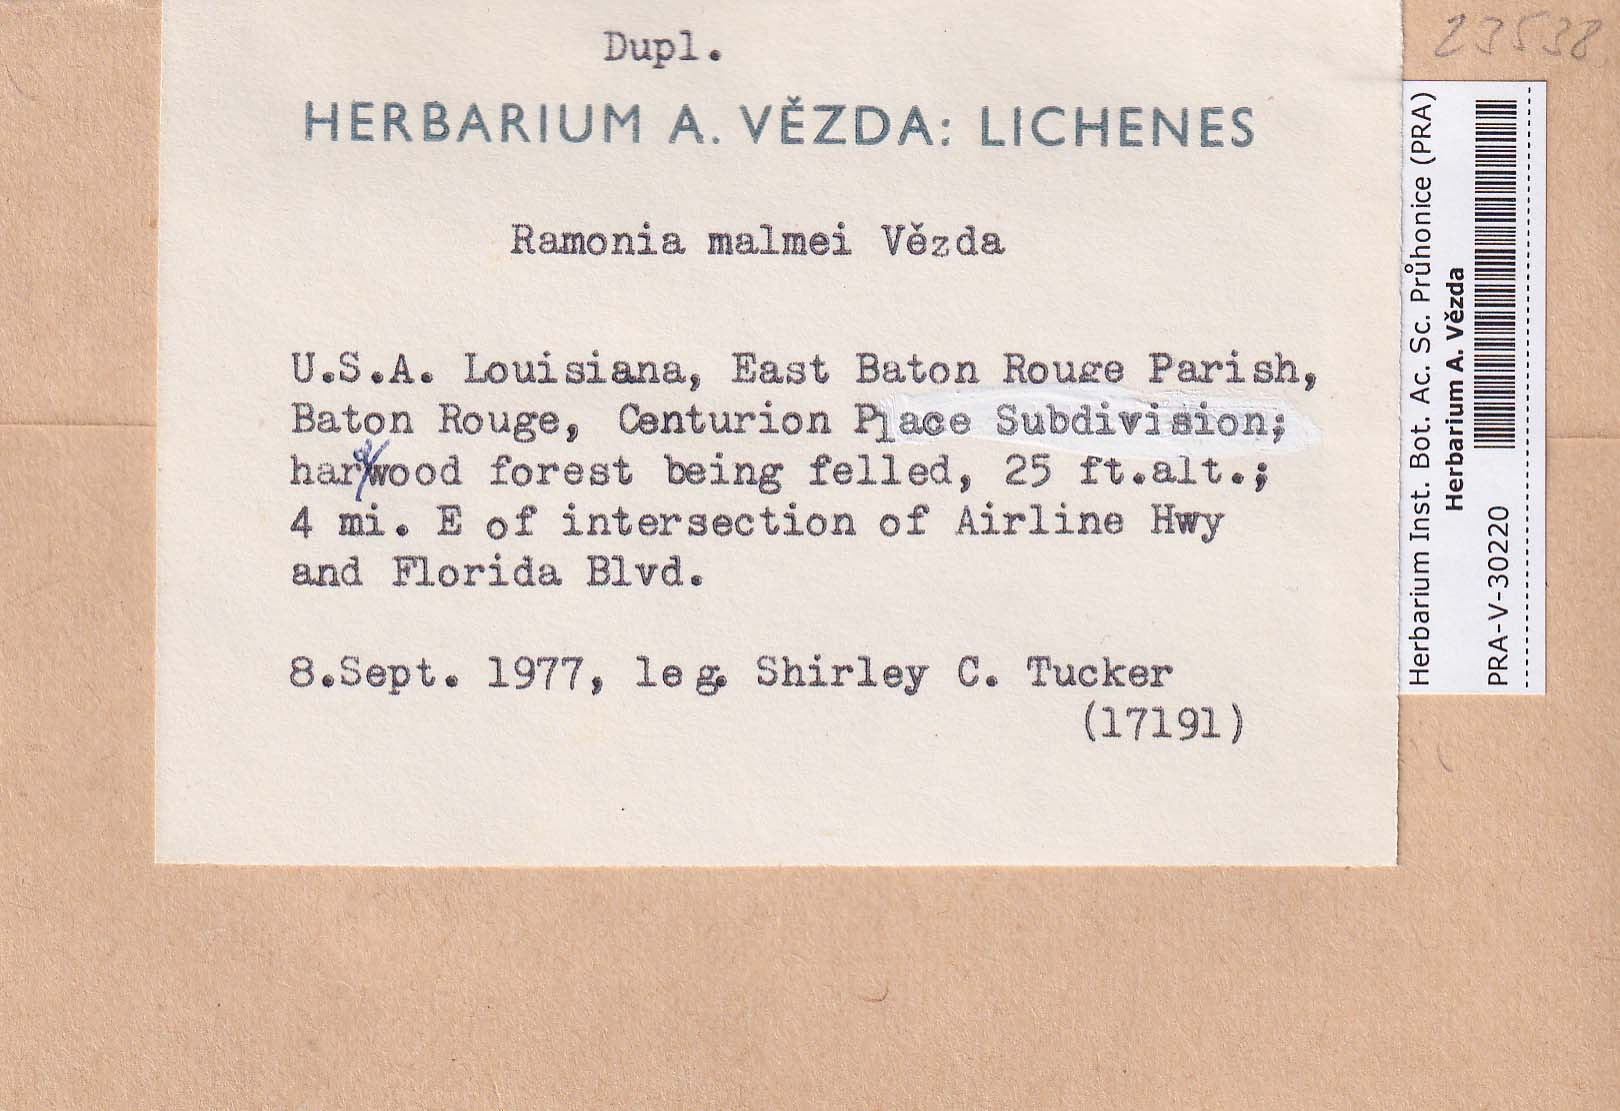 23538
Dupl.
HERBARIUM A. VĚZDA: LICHENES
Ramonia malmei Vězda
U.S.A. Louisiana, East Baton Rouge Parish,
Baton Rouge, Centurion Place Subdivision;
hardwood forest being felled, 25 ft.alt.;
4 mi. E of intersection of Airline Hwy
and Florida Blvd.
8.Sept. 1977, leg. Shirley C. Tucker
(17191)
Herbarium Inst. Bot. Ac. Sc. Průhonice (PRA)
Herbarium A. Vězda
PRA-V-30220